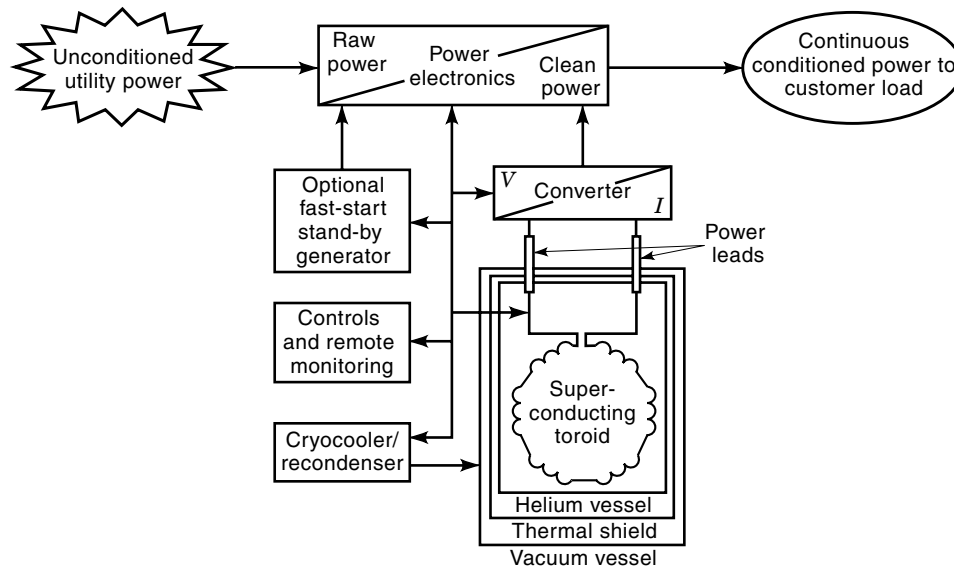 Unconditioned
utility power
Raw
power
Power
electronics
Clean
power
Continuous
conditioned power to
customer load
Optional
fast-start
stand-by
generator
V
Converter
I
Power
leads
Controls
and remote
monitoring
Super-
conducting
toroid
Cryocooler/
recondenser
Helium vessel
Thermal shield
Vacuum vessel